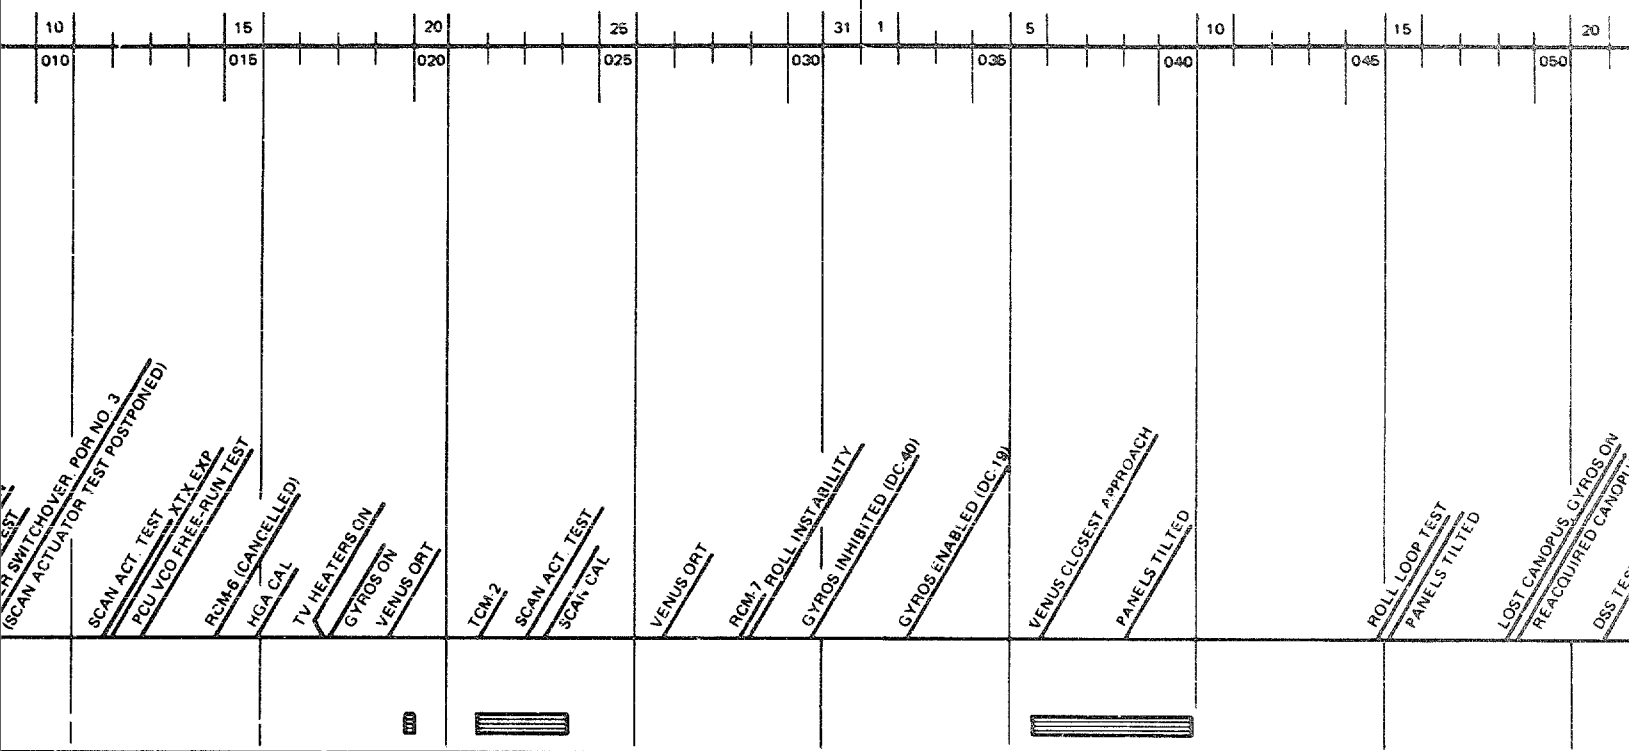 10 15 20 25 31 1 5 10 15 20
010 015 020 025 030 035 040 045 050
SWITCHOVER, POR NO. 3
(SCAN ACTUATOR TEST POSTPONED)
SCAN ACT. TEST
XTX EXP
PCU VCO FREE-RUN TEST
RCM-6 (CANCELLED)
HGA CAL
TV HEATERS ON
GYROS ON
VENUS ORT
TCM-2
SCAN ACT. TEST
SCAN CAL
VENUS ORT
RCM-7
ROLL INSTABILITY
GYROS INHIBITED (DC-40)
GYROS ENABLED (DC-19)
VENUS CLOSEST APPROACH
PANELS TILTED
ROLL LOOP TEST
PANELS TILTED
LOST CANOPUS, GYROS ON
REACQUIRED
DSS